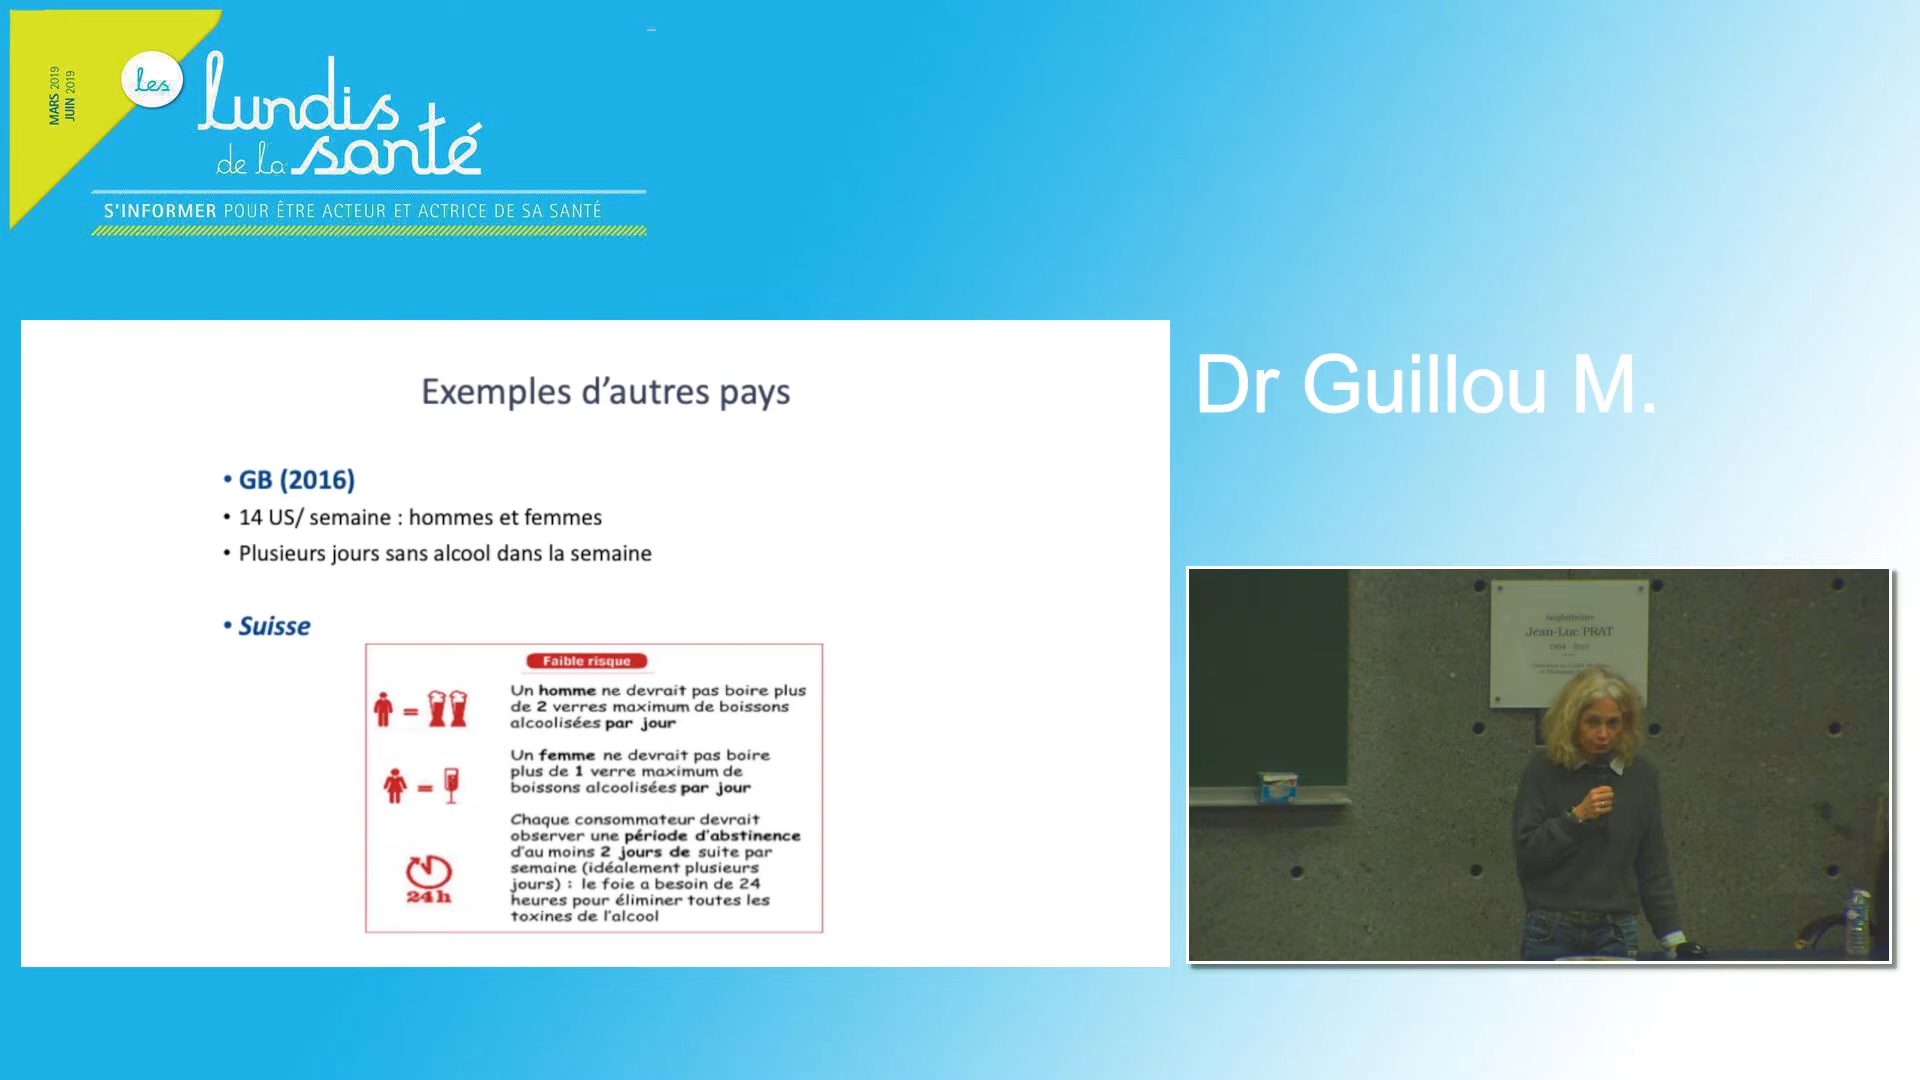 MARS 2019
JUIN 2019
les
lundis
de la santé
S'INFORMER POUR ÊTRE ACTEUR ET ACTRICE DE SA SANTÉ
Exemples d'autres pays
• GB (2016)
• 14 US/ semaine : hommes et femmes
• Plusieurs jours sans alcool dans la semaine
• Suisse
Faible risque
Un homme ne devrait pas boire plus
de 2 verres maximum de boissons
alcoolisées par jour
=
Un femme ne devrait pas boire
plus de 1 verre maximum de
boissons alcoolisées par jour
=
Chaque consommateur devrait
observer une période d'abstinence
d'au moins 2 jours de suite par
semaine (idéalement plusieurs
jours) : le foie a besoin de 24
heures pour éliminer toutes les
toxines de l'alcool
24h
Dr Guillou M.
Amphithéâtre
Jean-Luc PRAT